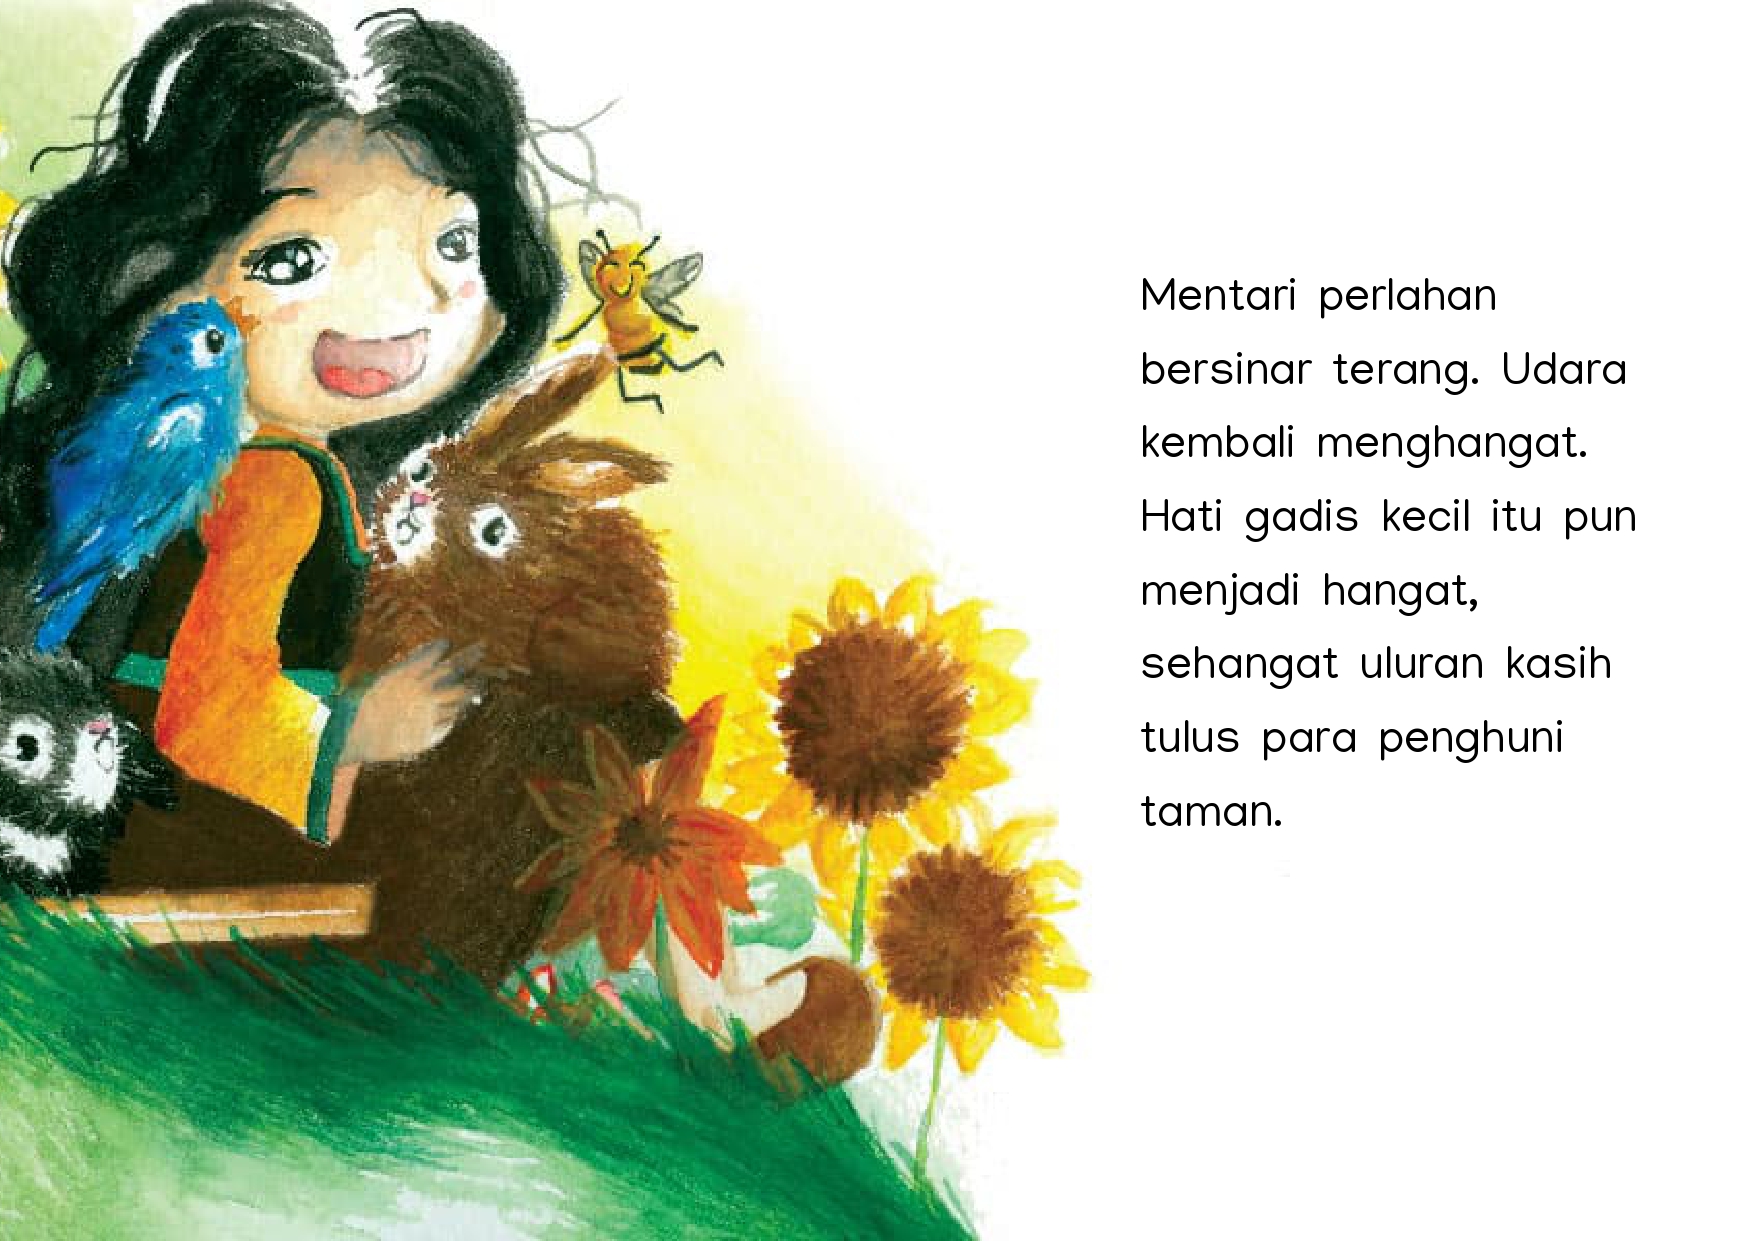 Mentari perlahan
bersinar terang. Udara
kembali menghangat.
Hati gadis kecil itu pun
menjadi hangat,
sehangat uluran kasih
tulus para penghuni
taman.